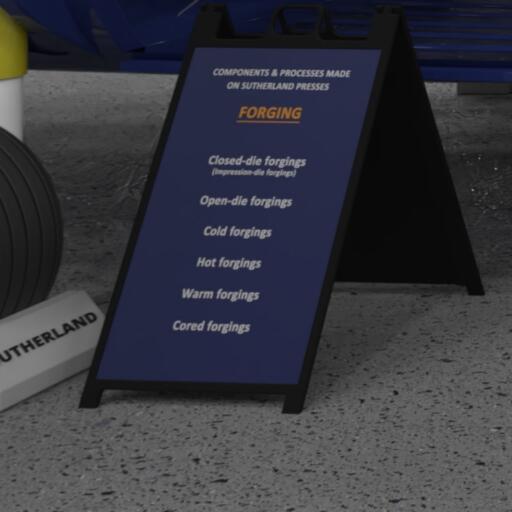 COMPONENTS & PROCESSES MADE
ON SUTHERLAND PRESSES
FORGING
Closed-die forgings
(Impression-die forgings)
Open-die forgings
Cold forgings
Hot forgings
Warm forgings
Cored forgings
SUTHERLAND